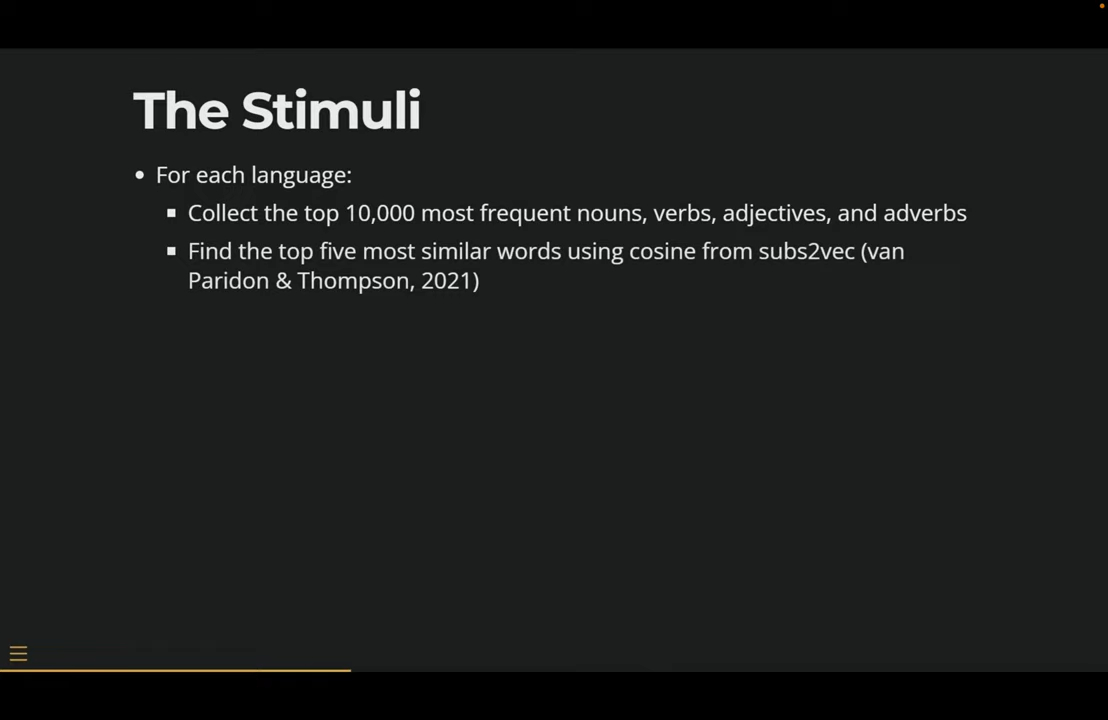 The Stimuli
For each language:
Collect the top 10,000 most frequent nouns, verbs, adjectives, and adverbs
Find the top five most similar words using cosine from subs2vec (van
Paridon & Thompson, 2021)